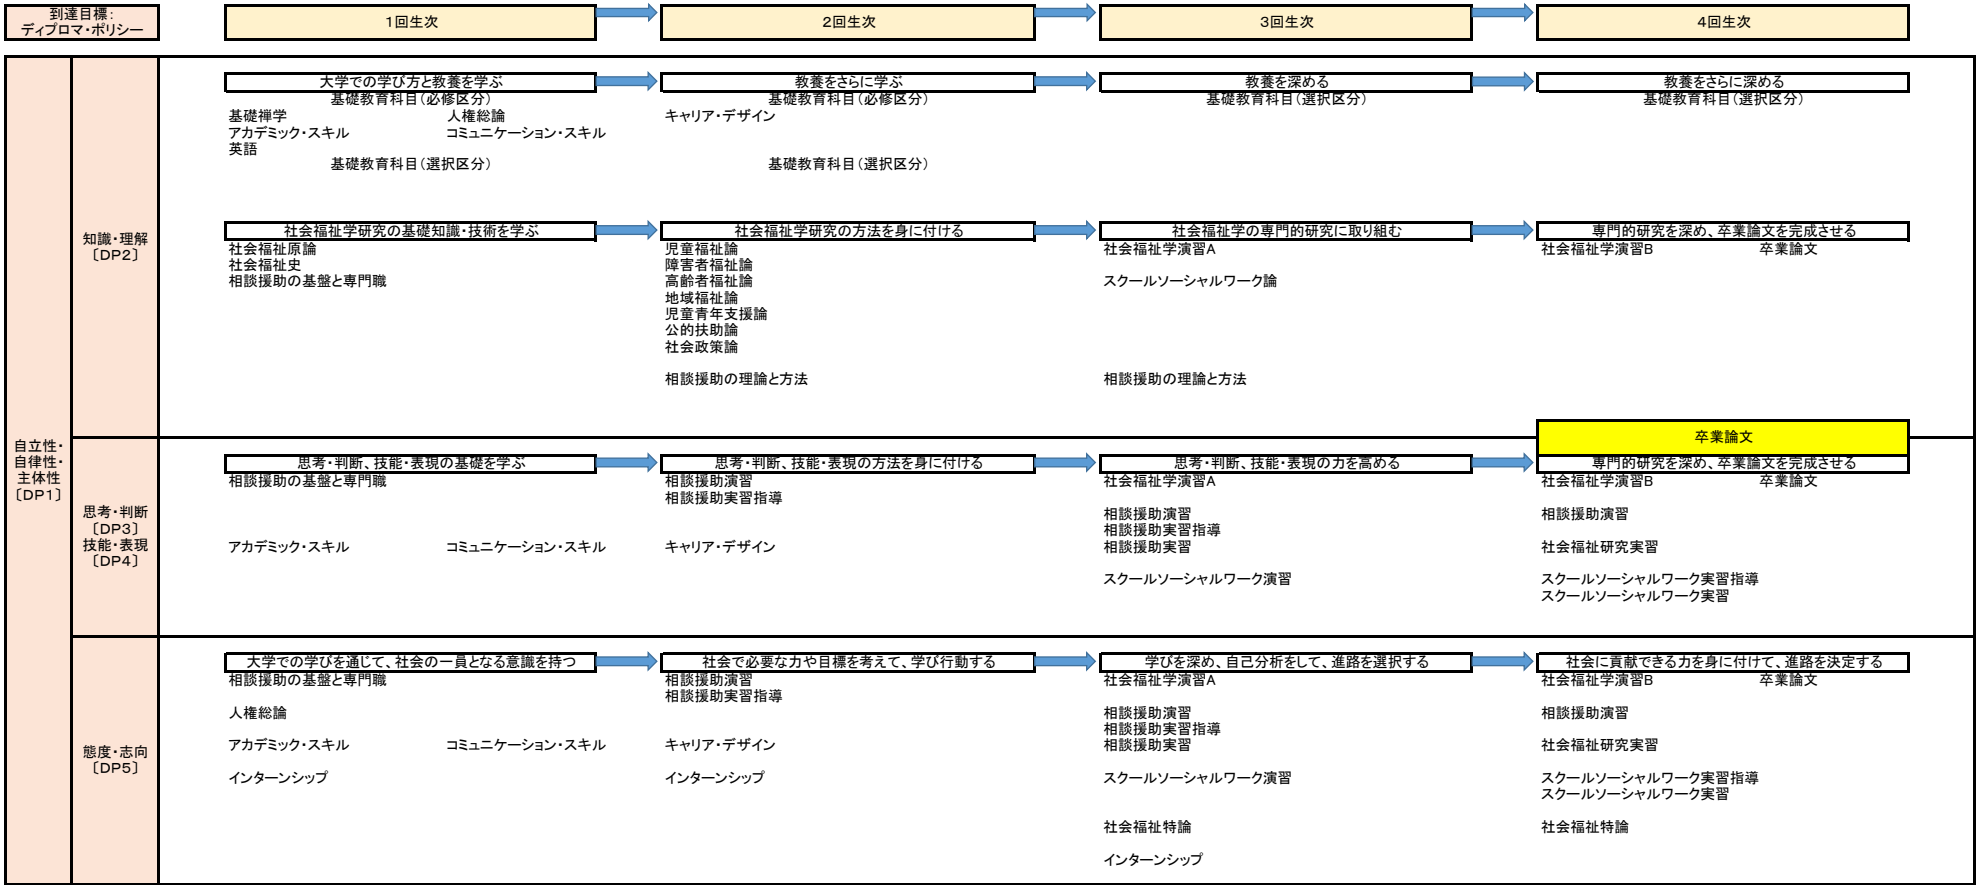 到達目標：
ディプロマ・ポリシー
1回生次
2回生次
3回生次
4回生次
自立性・
自律性・
主体性
〔DP1〕
知識・理解
〔DP2〕
大学での学び方と教養を学ぶ
教養をさらに学ぶ
教養を深める
教養をさらに深める
基礎教育科目（必修区分）
基礎教育科目（必修区分）
基礎教育科目（選択区分）
基礎教育科目（選択区分）
基礎禅学
人権総論
キャリア・デザイン
アカデミック・スキル
コミュニケーション・スキル
英語
基礎教育科目（選択区分）
基礎教育科目（選択区分）
社会福祉学研究の基礎知識・技術を学ぶ
社会福祉学研究の方法を身に付ける
社会福祉学の専門的研究に取り組む
専門的研究を深め、卒業論文を完成させる
社会福祉原論
社会福祉史
相談援助の基盤と専門職
児童福祉論
障害者福祉論
高齢者福祉論
地域福祉論
児童青年支援論
公的扶助論
社会政策論
相談援助の理論と方法
社会福祉学演習A
スクールソーシャルワーク論
相談援助の理論と方法
社会福祉学演習B
卒業論文
卒業論文
思考・判断
〔DP3〕
技能・表現
〔DP4〕
思考・判断、技能・表現の基礎を学ぶ
思考・判断、技能・表現の方法を身に付ける
思考・判断、技能・表現の力を高める
専門的研究を深め、卒業論文を完成させる
相談援助の基盤と専門職
アカデミック・スキル
コミュニケーション・スキル
相談援助演習
相談援助実習指導
キャリア・デザイン
社会福祉学演習A
相談援助演習
相談援助実習指導
相談援助実習
スクールソーシャルワーク演習
社会福祉学演習B
卒業論文
相談援助演習
社会福祉研究実習
スクールソーシャルワーク実習指導
スクールソーシャルワーク実習
態度・志向
〔DP5〕
大学での学びを通じて、社会の一員となる意識を持つ
社会で必要な力や目標を考えて、学び行動する
学びを深め、自己分析をして、進路を選択する
社会に貢献できる力を身に付けて、進路を決定する
相談援助の基盤と専門職
人権総論
アカデミック・スキル
コミュニケーション・スキル
インターンシップ
相談援助演習
相談援助実習指導
キャリア・デザイン
インターンシップ
社会福祉学演習A
相談援助演習
相談援助実習指導
相談援助実習
スクールソーシャルワーク演習
社会福祉特論
インターンシップ
社会福祉学演習B
卒業論文
相談援助演習
社会福祉研究実習
スクールソーシャルワーク実習指導
スクールソーシャルワーク実習
社会福祉特論